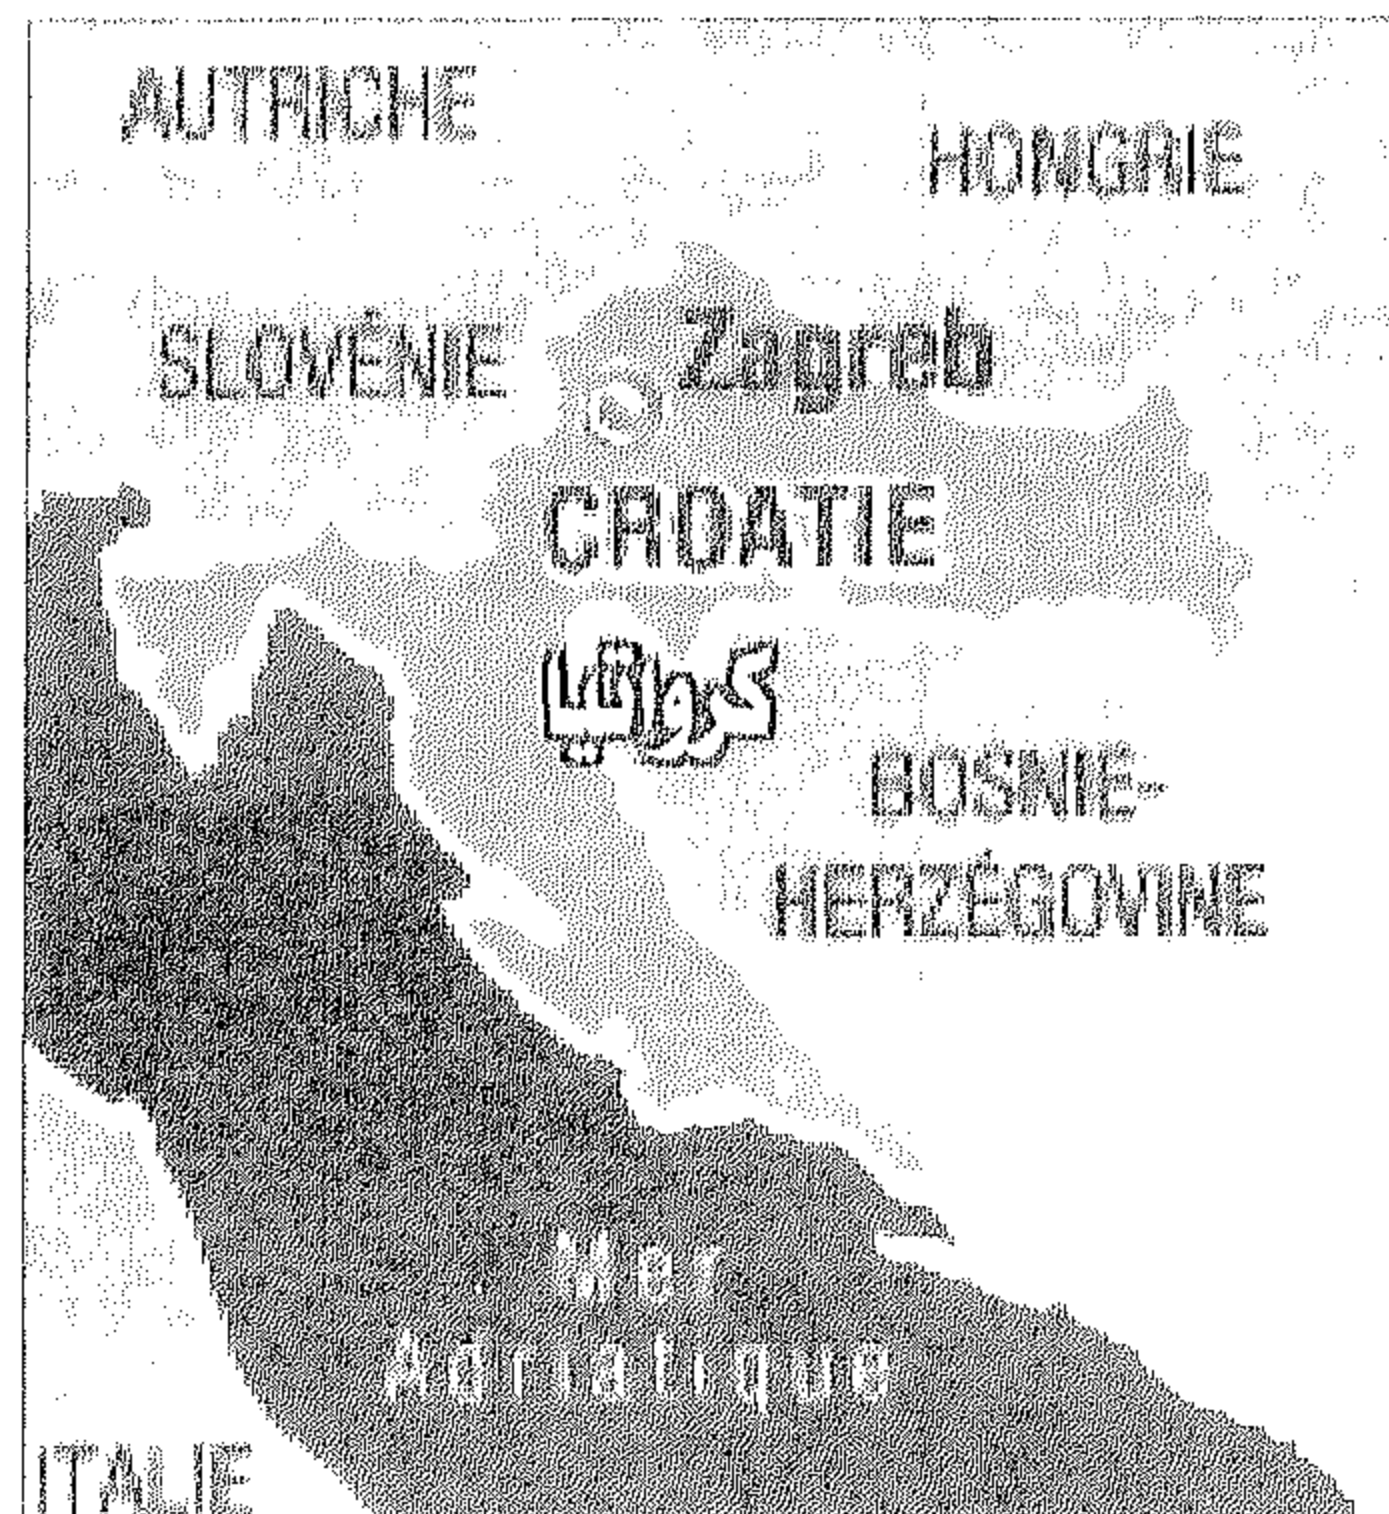 AUTRICHE
HONGRIE
SLOVÉNIE
Zagreb
CROATIE
كرواتيا
BOSNIE-
HERZÉGOVINE
Mer
Adriatique
ITALIE